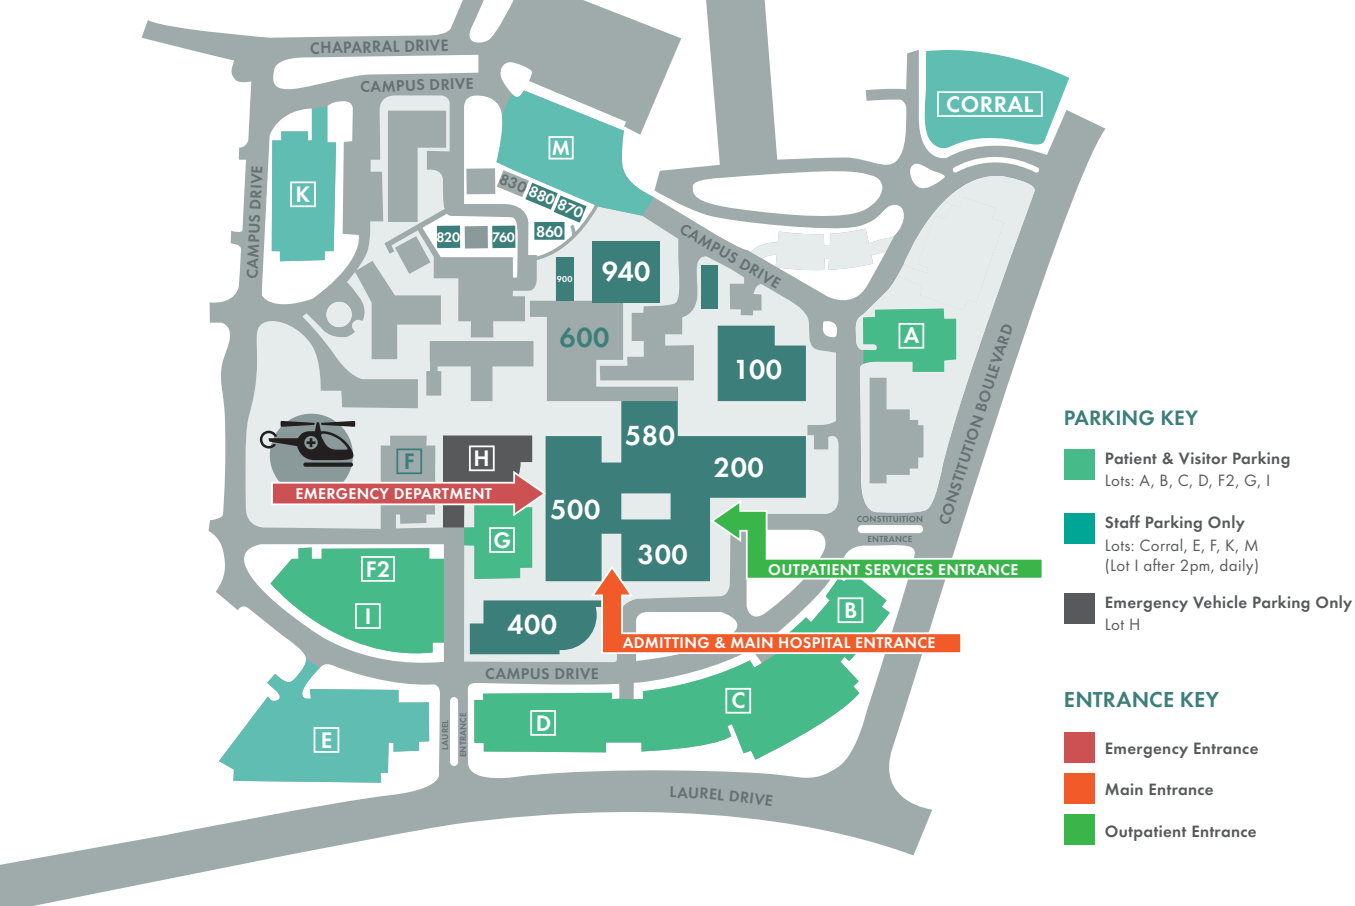 CHAPARRAL DRIVE
CAMPUS DRIVE
CORRAL
M
K
CAMPUS DRIVE
830
880
870
820
760
860
CAMPUS DRIVE
900
940
600
A
100
CONSTITUTION BOULEVARD
580
F
H
200
EMERGENCY DEPARTMENT
500
G
300
CONSTITUTION
ENTRANCE
OUTPATIENT SERVICES ENTRANCE
F2
I
B
400
ADMITTING & MAIN HOSPITAL ENTRANCE
CAMPUS DRIVE
C
D
E
LAUREL
ENTRANCE
LAUREL DRIVE
PARKING KEY
Patient & Visitor Parking
Lots: A, B, C, D, F2, G, I
Staff Parking Only
Lots: Corral, E, F, K, M
(Lot I after 2pm, daily)
Emergency Vehicle Parking Only
Lot H
ENTRANCE KEY
Emergency Entrance
Main Entrance
Outpatient Entrance